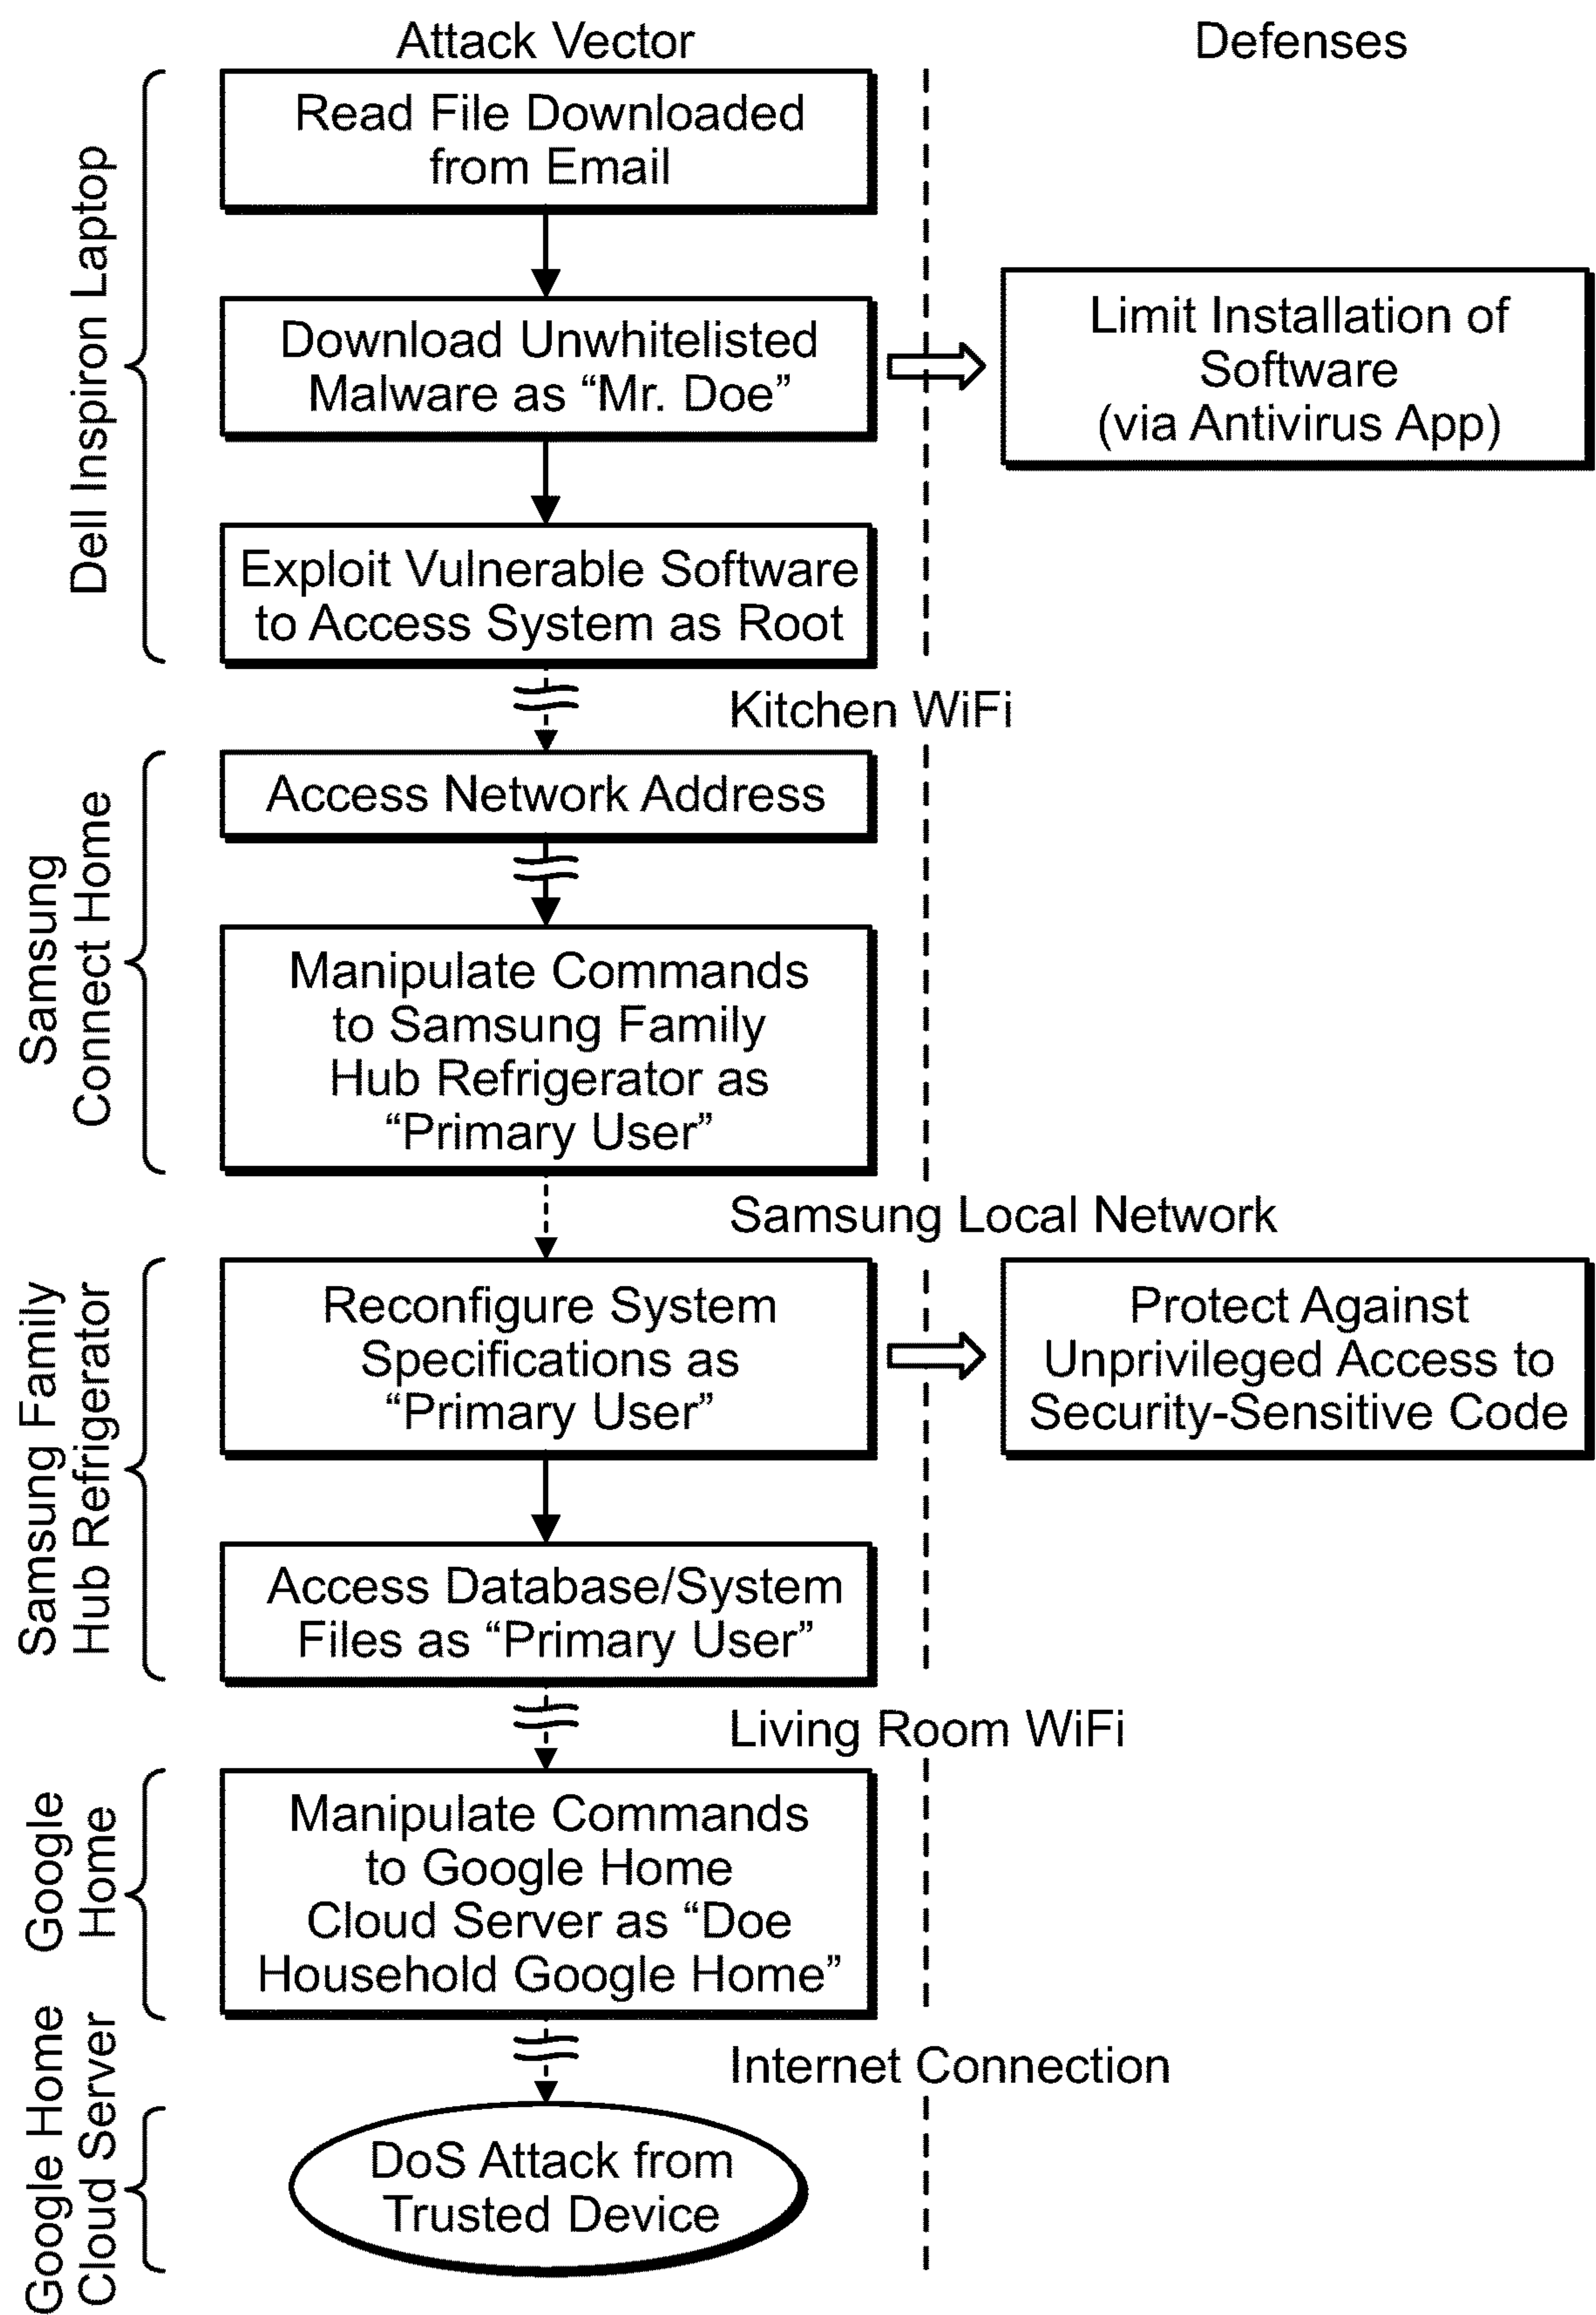 Attack Vector
Defenses
Dell Inspiron Laptop
Read File Downloaded
from Email
Download Unwhitelisted
Malware as “Mr. Doe”
Limit Installation of
Software
(via Antivirus App)
Exploit Vulnerable Software
to Access System as Root
Kitchen WiFi
Samsung
Connect Home
Access Network Address
Manipulate Commands
to Samsung Family
Hub Refrigerator as
“Primary User”
Samsung Local Network
Samsung Family
Hub Refrigerator
Reconfigure System
Specifications as
“Primary User”
Protect Against
Unprivileged Access to
Security-Sensitive Code
Access Database/System
Files as “Primary User”
Living Room WiFi
Google
Home
Manipulate Commands
to Google Home
Cloud Server as “Doe
Household Google Home”
Internet Connection
Google Home
Cloud Server
DoS Attack from
Trusted Device